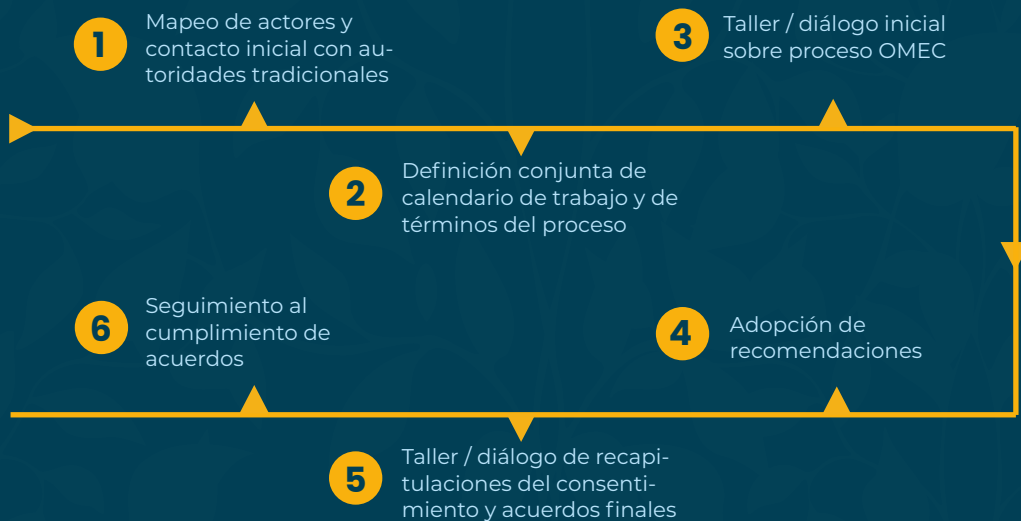 1
Mapeo de actores y
contacto inicial con au-
toridades tradicionales
2
Definición conjunta de
calendario de trabajo y de
términos del proceso
3
Taller / diálogo inicial
sobre proceso OMEC
4
Adopción de
recomendaciones
5
Taller / diálogo de recapi-
tulaciones del consenti-
miento y acuerdos finales
6
Seguimiento al
cumplimiento de
acuerdos